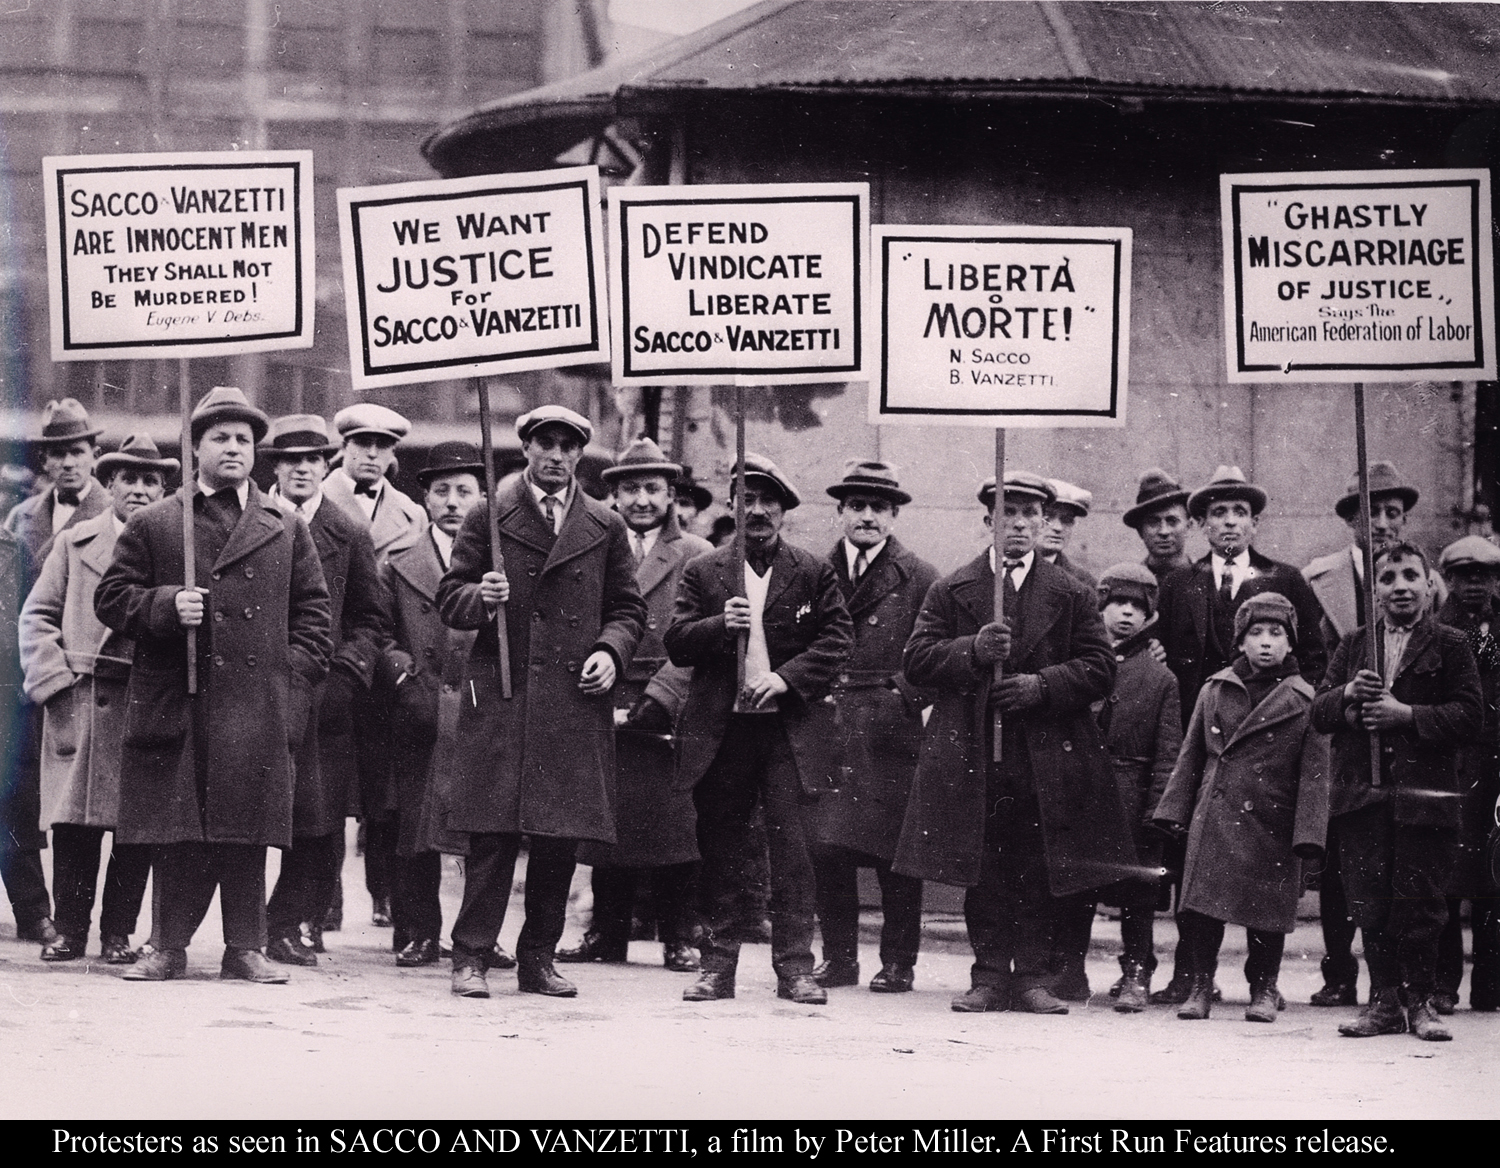 SACCO & VANZETTI
ARE INNOCENT MEN
THEY SHALL NOT
BE MURDERED!
Eugene V. Debs.
WE WANT
JUSTICE
FOR
SACCO & VANZETTI
DEFEND
VINDICATE
LIBERATE
SACCO & VANZETTI
"LIBERTÀ
O
MORTE!"
N. SACCO
B. VANZETTI.
"GHASTLY
MISCARRIAGE
OF JUSTICE,,
Says The
American Federation of Labor
Protesters as seen in SACCO AND VANZETTI, a film by Peter Miller. A First Run Features release.